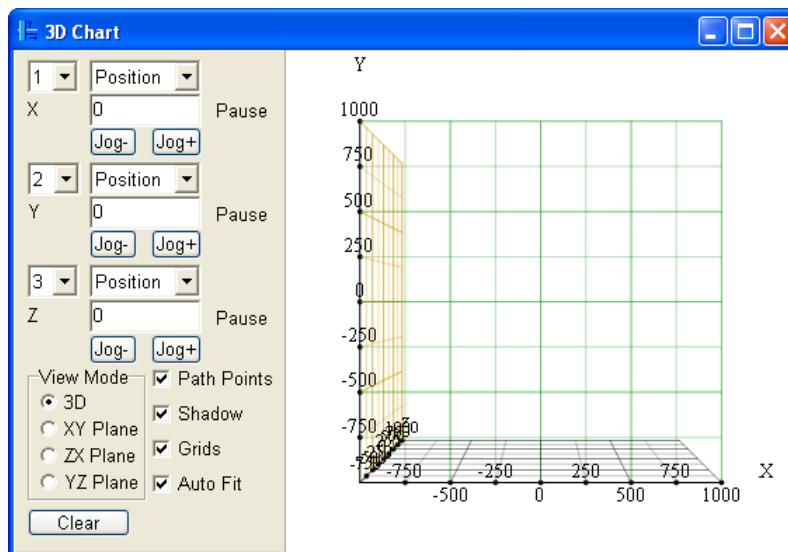 3D Chart
1 Position
X 0 Pause
Jog- Jog+
2 Position
Y 0 Pause
Jog- Jog+
3 Position
Z 0 Pause
Jog- Jog+
View Mode
3D
XY Plane
ZX Plane
YZ Plane
Path Points
Shadow
Grids
Auto Fit
Clear
Y
1000
750
500
250
0
-250
-500
-750
-750 -250 250 750 X
-500 0 500 1000